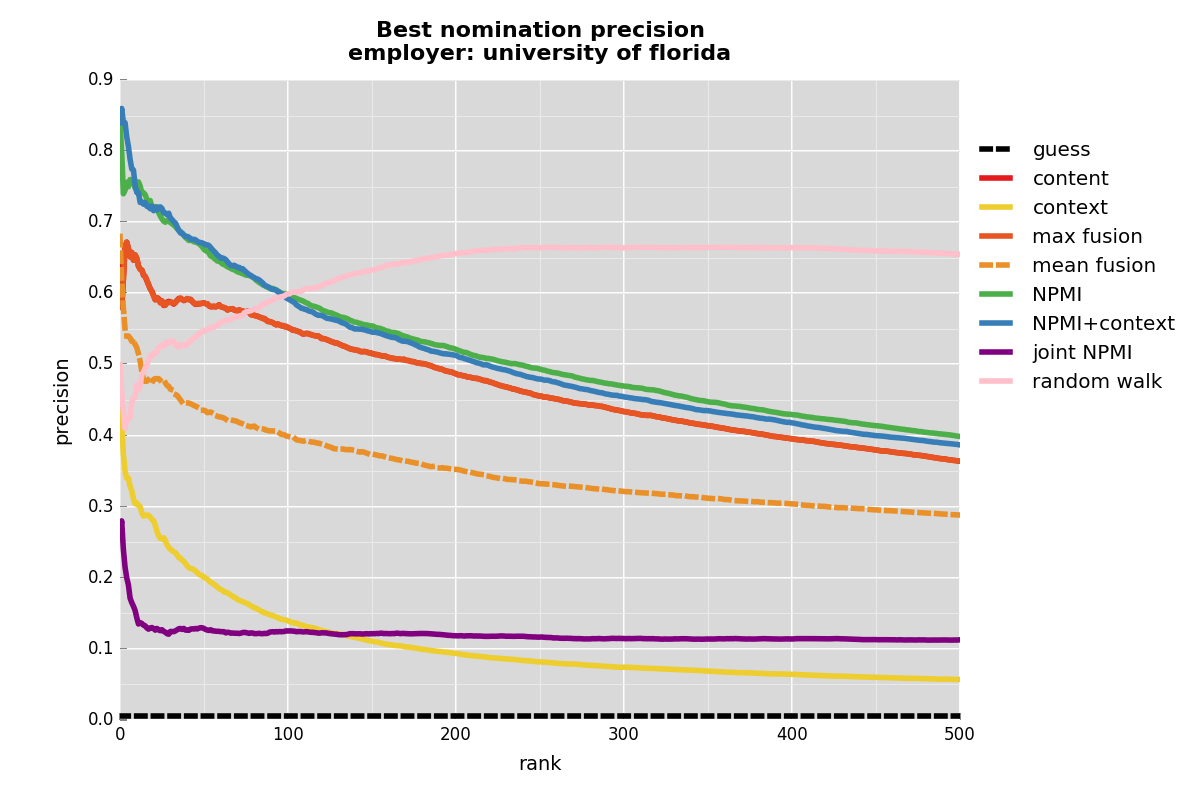 Best nomination precision
employer: university of florida
precision
0.9
0.8
0.7
0.6
0.5
0.4
0.3
0.2
0.1
0.0
0 100 200 300 400 500
rank
guess
content
context
max fusion
mean fusion
NPMI
NPMI+context
joint NPMI
random walk